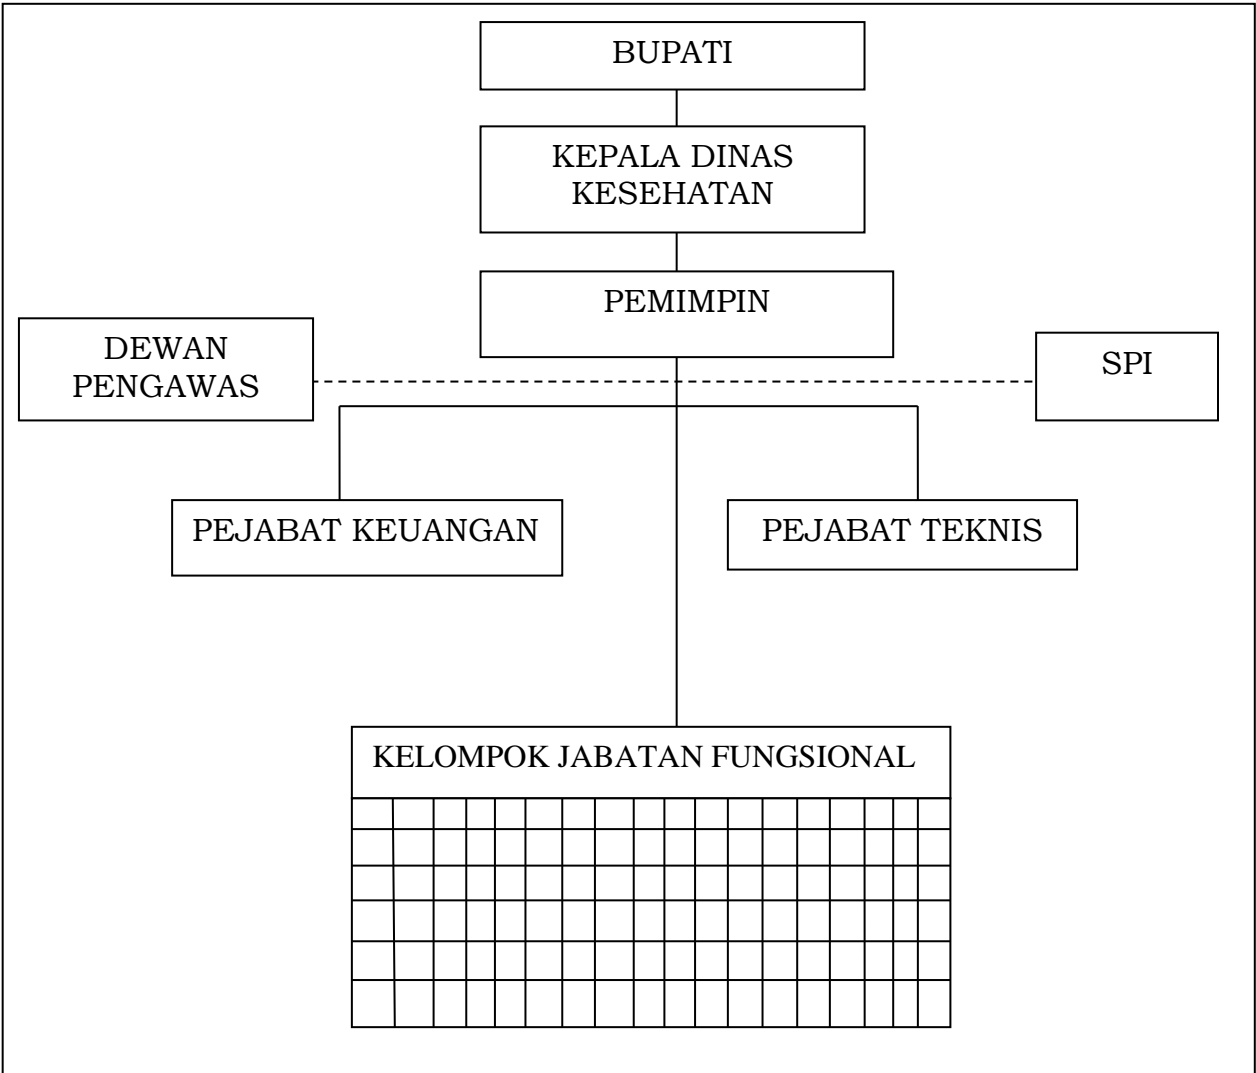 BUPATI
KEPALA DINAS
KESEHATAN
PEMIMPIN
DEWAN
PENGAWAS
SPI
PEJABAT KEUANGAN
PEJABAT TEKNIS
KELOMPOK JABATAN FUNGSIONAL